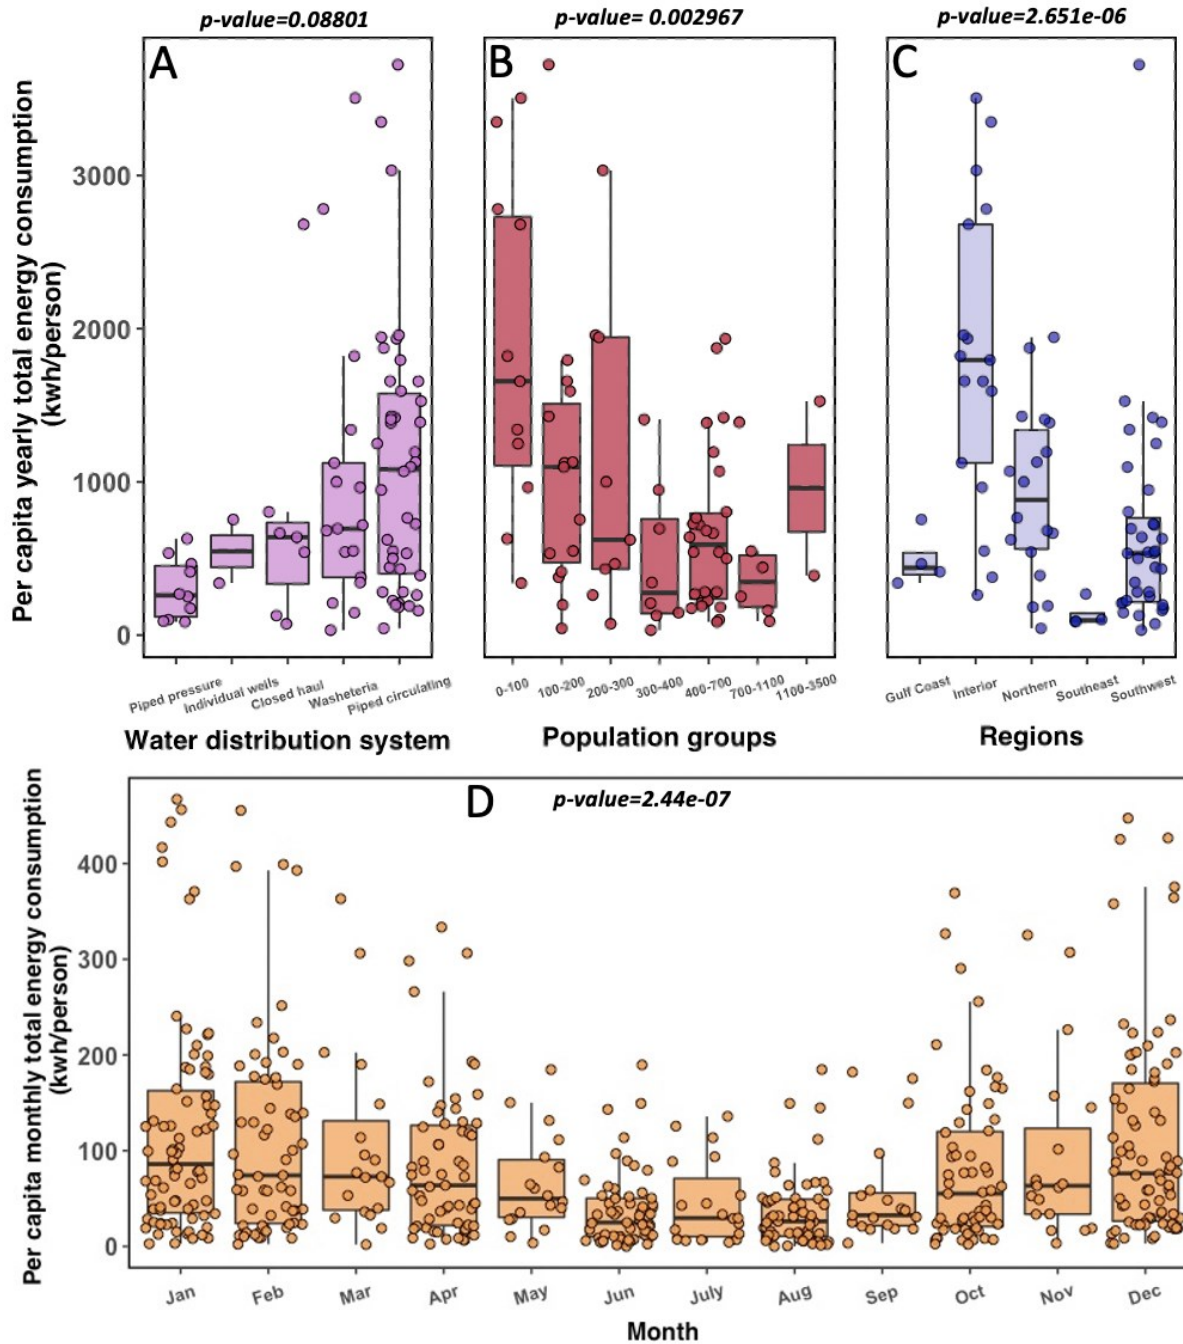 p-value=0.08801
p-value= 0.002967
p-value=2.651e-06
A
B
C
Per capita yearly total energy consumption
(kwh/person)
3000
2000
1000
0
Piped pressure
Individual wells
Closed haul
Washeteria
Piped circulating
0-100
100-200
200-300
300-400
400-700
700-1100
1100-3500
Gulf Coast
Interior
Northern
Southeast
Southwest
Water distribution system
Population groups
Regions
D
p-value=2.44e-07
Per capita monthly total energy consumption
(kwh/person)
400
300
200
100
0
Jan
Feb
Mar
Apr
May
Jun
July
Aug
Sep
Oct
Nov
Dec
Month